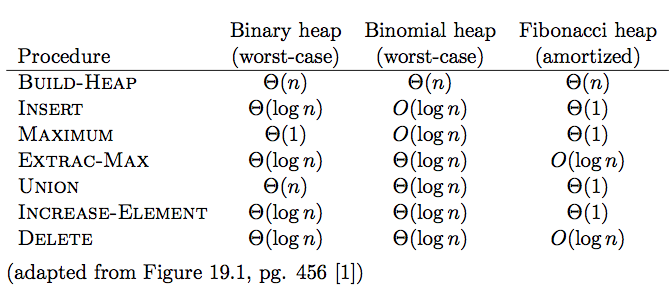 Binary heap Binomial heap Fibonacci heap
Procedure (worst-case) (worst-case) (amortized)
BUILD-HEAP Θ(n) Θ(n) Θ(n)
INSERT Θ(log n) O(log n) Θ(1)
MAXIMUM Θ(1) O(log n) Θ(1)
EXTRAC-MAX Θ(log n) Θ(log n) O(log n)
UNION Θ(n) Θ(log n) Θ(1)
INCREASE-ELEMENT Θ(log n) Θ(log n) Θ(1)
DELETE Θ(log n) Θ(log n) O(log n)
(adapted from Figure 19.1, pg. 456 [1])